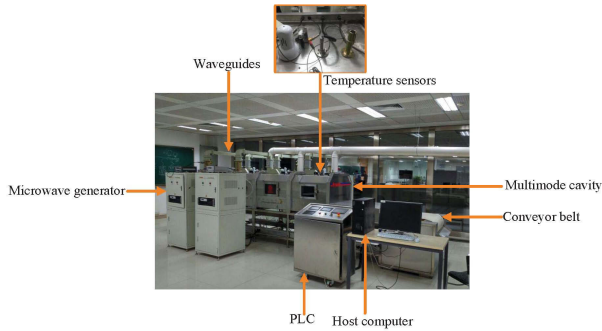 Waveguides
Temperature sensors
Microwave generator
Multimode cavity
Conveyor belt
PLC
Host computer